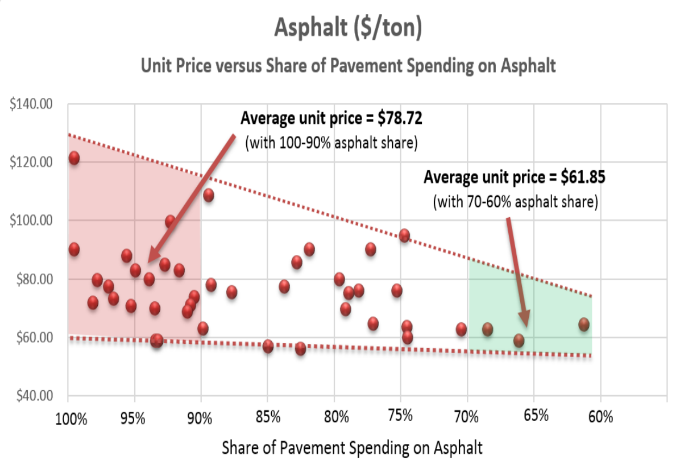 Asphalt ($/ton)
Unit Price versus Share of Pavement Spending on Asphalt
$140.00
$120.00
$100.00
$80.00
$60.00
$40.00
Average unit price = $78.72
(with 100-90% asphalt share)
Average unit price = $61.85
(with 70-60% asphalt share)
100% 95% 90% 85% 80% 75% 70% 65% 60%
Share of Pavement Spending on Asphalt